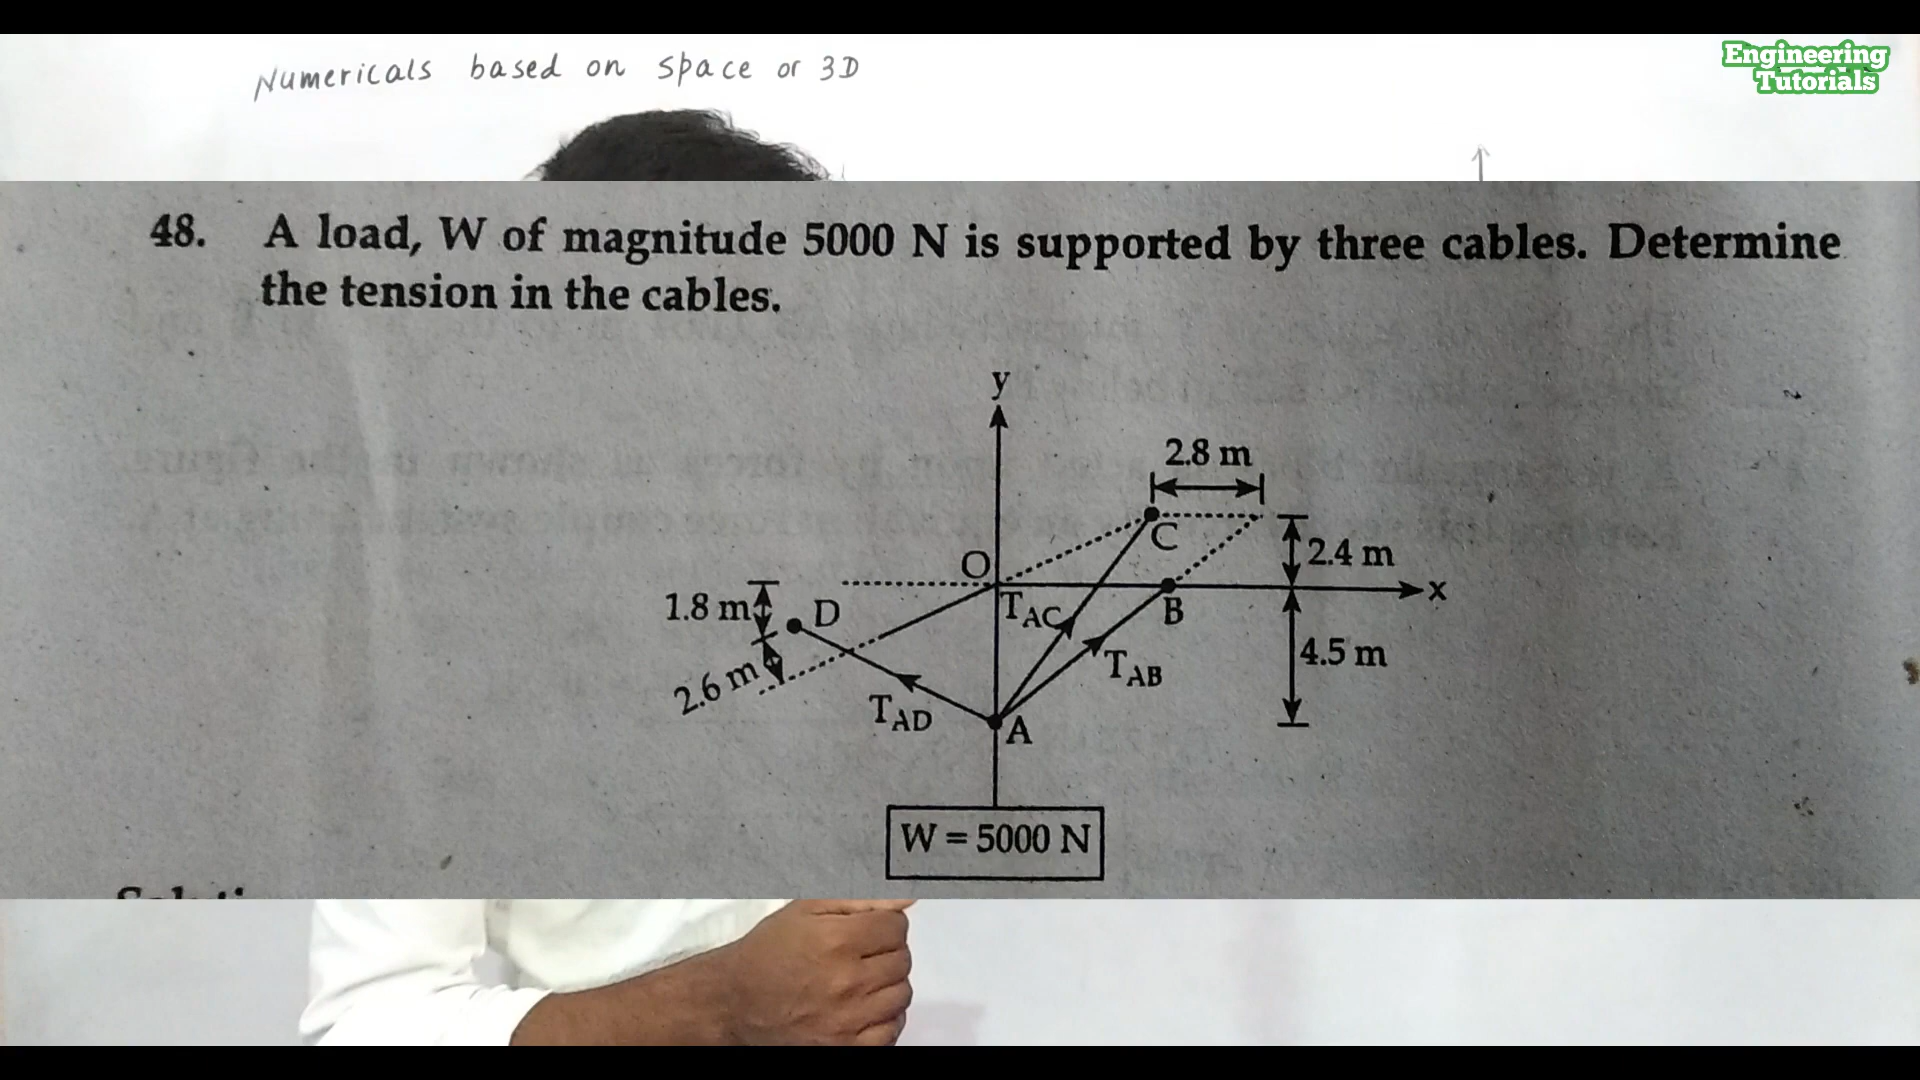 Numericals based on space or 3D
Engineering
Tutorials
48. A load, W of magnitude 5000 N is supported by three cables. Determine
the tension in the cables.
y
2.8 m
C
2.4 m
O
x
1.8 m
D
TAC
B
4.5 m
TAB
2.6 m
TAD
A
W = 5000 N